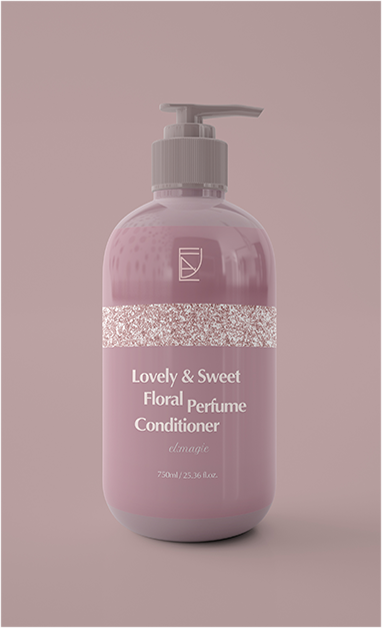 Lovely & Sweet
Floral Perfume
Conditioner
elmagie
750ml / 25.36 fl.oz.